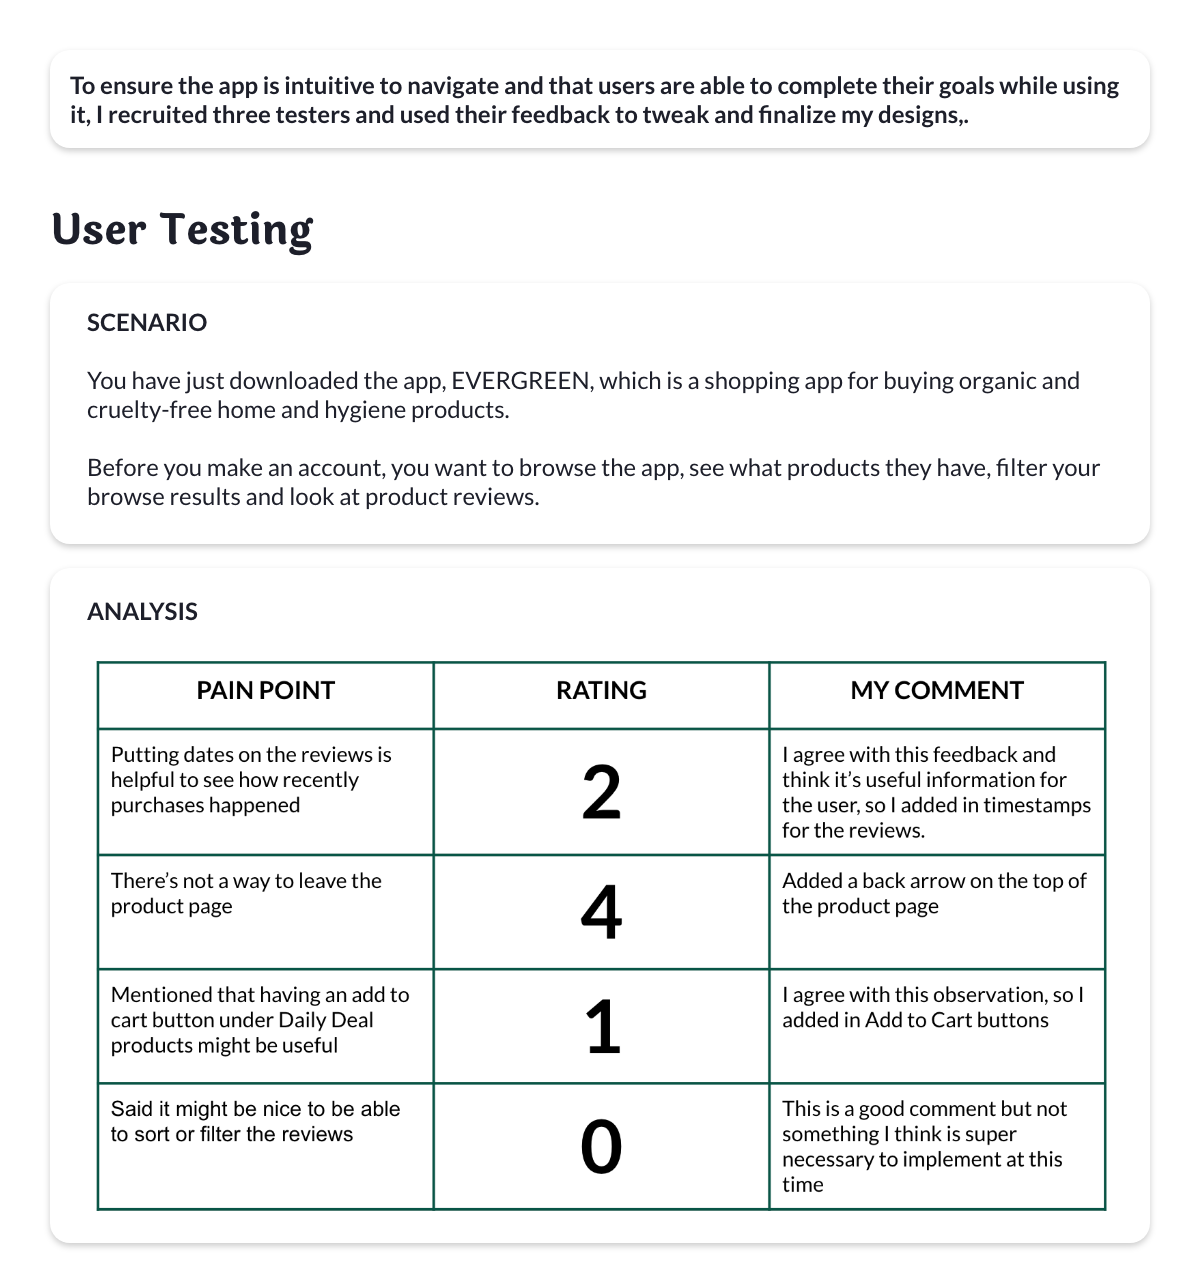 To ensure the app is intuitive to navigate and that users are able to complete their goals while using
it, I recruited three testers and used their feedback to tweak and finalize my designs,.
User Testing
SCENARIO
You have just downloaded the app, EVERGREEN, which is a shopping app for buying organic and
cruelty-free home and hygiene products.
Before you make an account, you want to browse the app, see what products they have, filter your
browse results and look at product reviews.
ANALYSIS
PAIN POINT
RATING
MY COMMENT
Putting dates on the reviews is
helpful to see how recently
purchases happened
2
I agree with this feedback and
think it’s useful information for
the user, so I added in timestamps
for the reviews.
There’s not a way to leave the
product page
4
Added a back arrow on the top of
the product page
Mentioned that having an add to
cart button under Daily Deal
products might be useful
1
I agree with this observation, so I
added in Add to Cart buttons
Said it might be nice to be able
to sort or filter the reviews
0
This is a good comment but not
something I think is super
necessary to implement at this
time